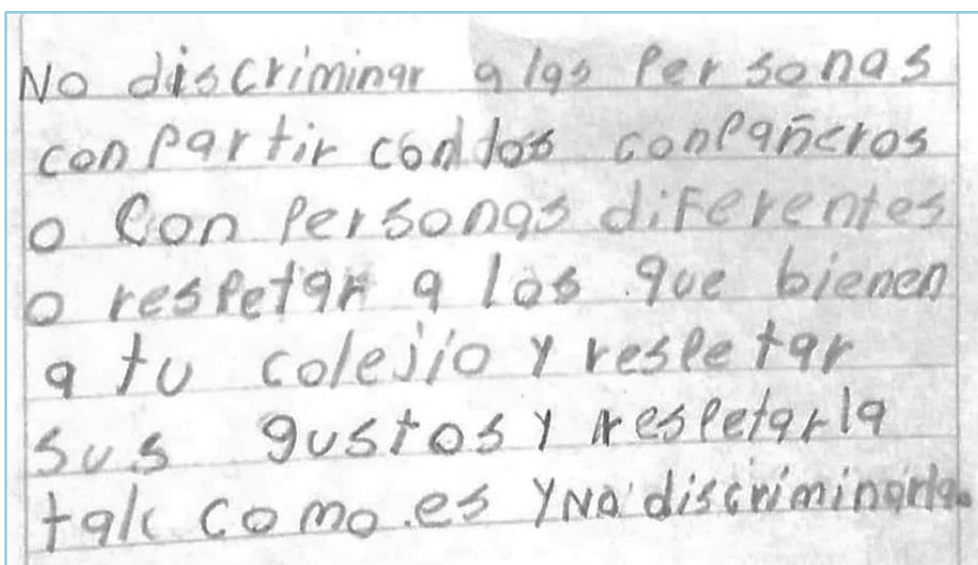 No discriminar a las Personas
conPartir con los conPañeros
o Con Personas diferentes
o respetar a los que bienen
a tu colejio y respetar
sus gustos y respetarla
tal como es y No discriminarla.